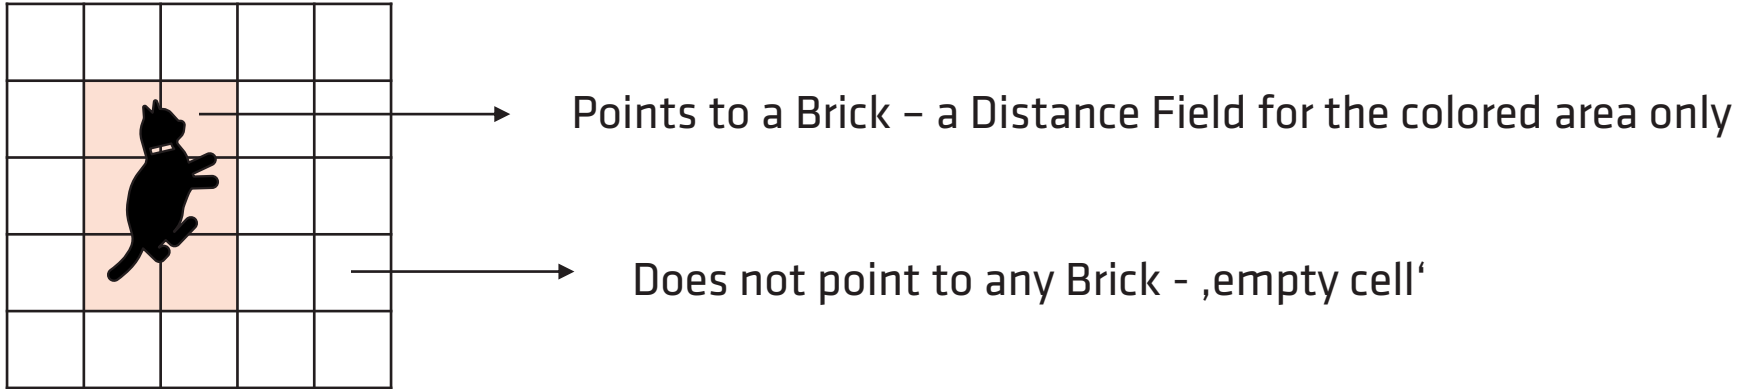 Points to a Brick – a Distance Field for the colored area only
Does not point to any Brick - ‚empty cell‘